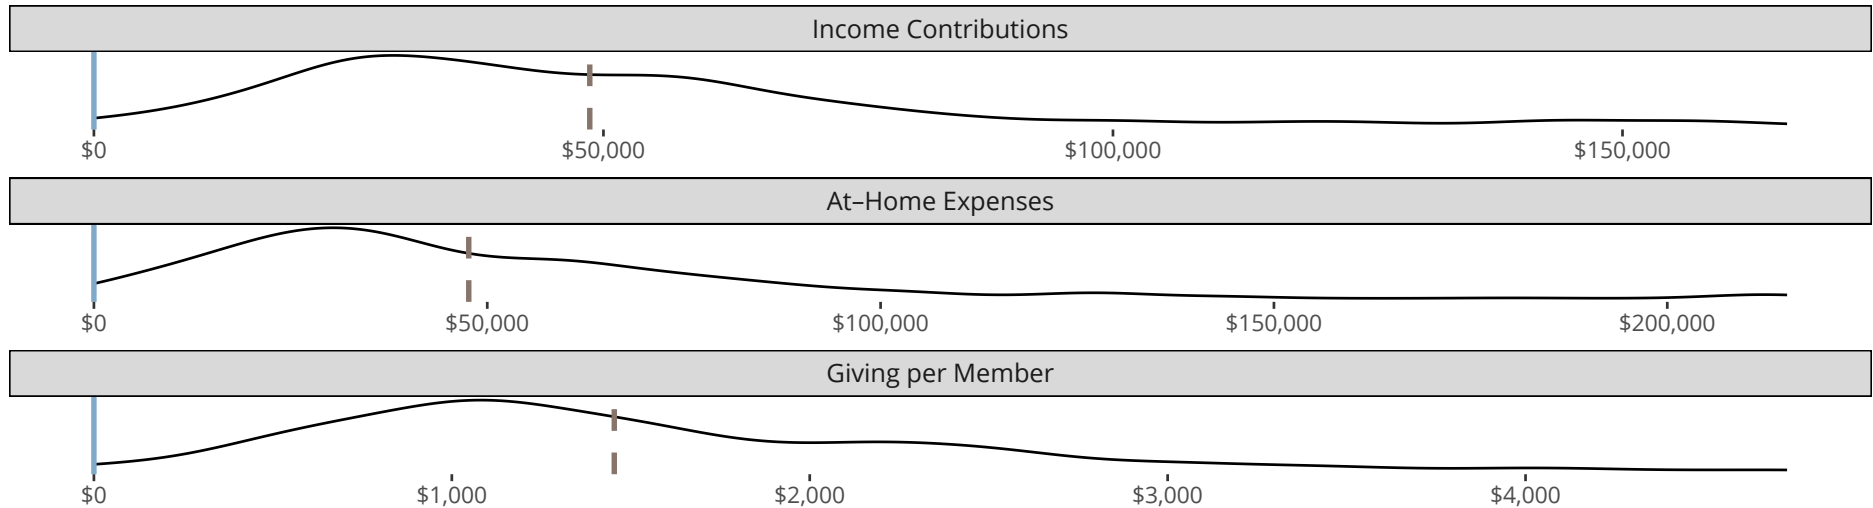 Income Contributions
$0 $50,000 $100,000 $150,000
At–Home Expenses
$0 $50,000 $100,000 $150,000 $200,000
Giving per Member
$0 $1,000 $2,000 $3,000 $4,000